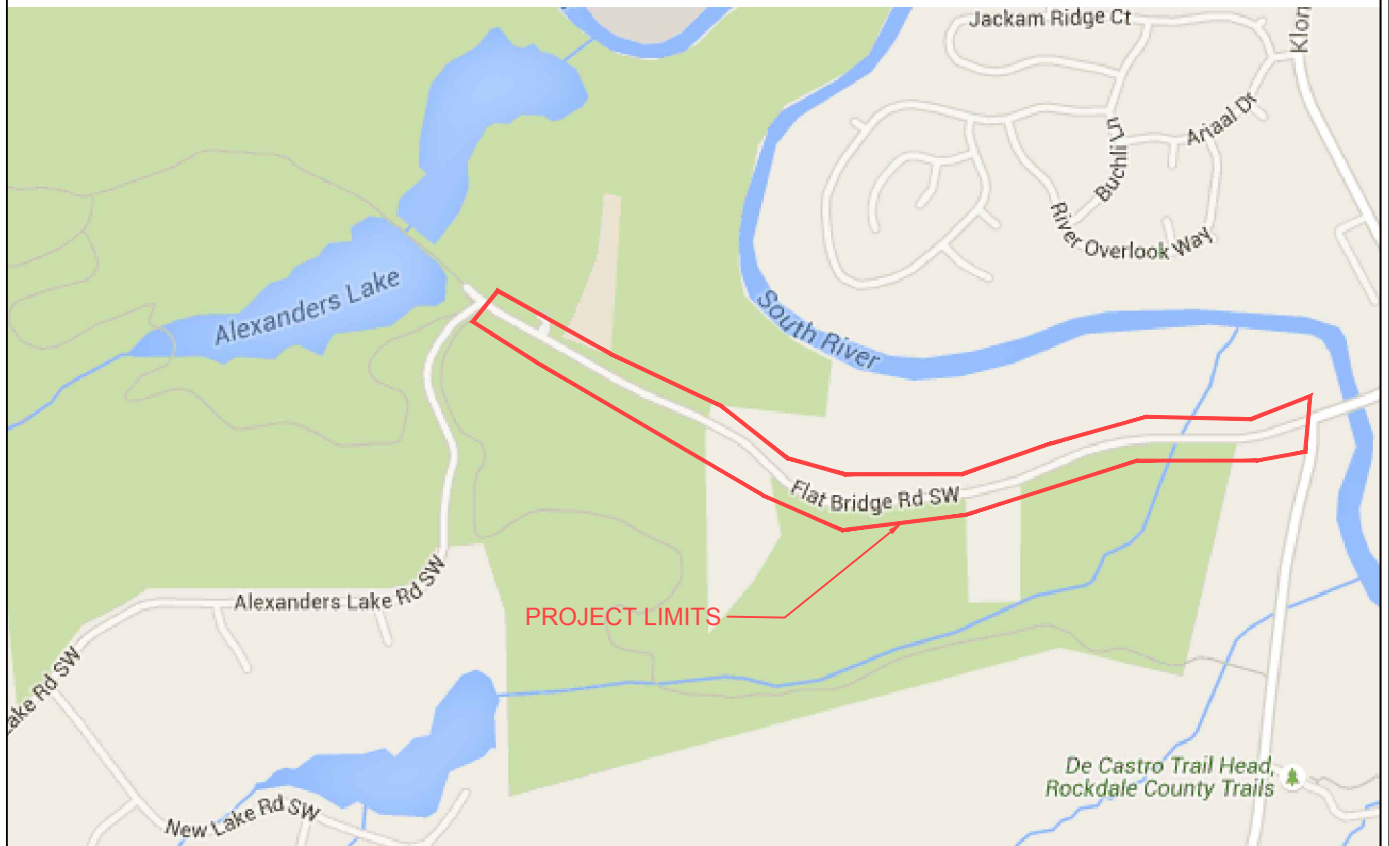 Jackam Ridge Ct
Klon
Ariaal Dr
Buchli Ln
River Overlook Way
Alexanders Lake
South River
Flat Bridge Rd SW
PROJECT LIMITS
Alexanders Lake Rd SW
ake Rd SW
De Castro Trail Head,
Rockdale County Trails
New Lake Rd SW